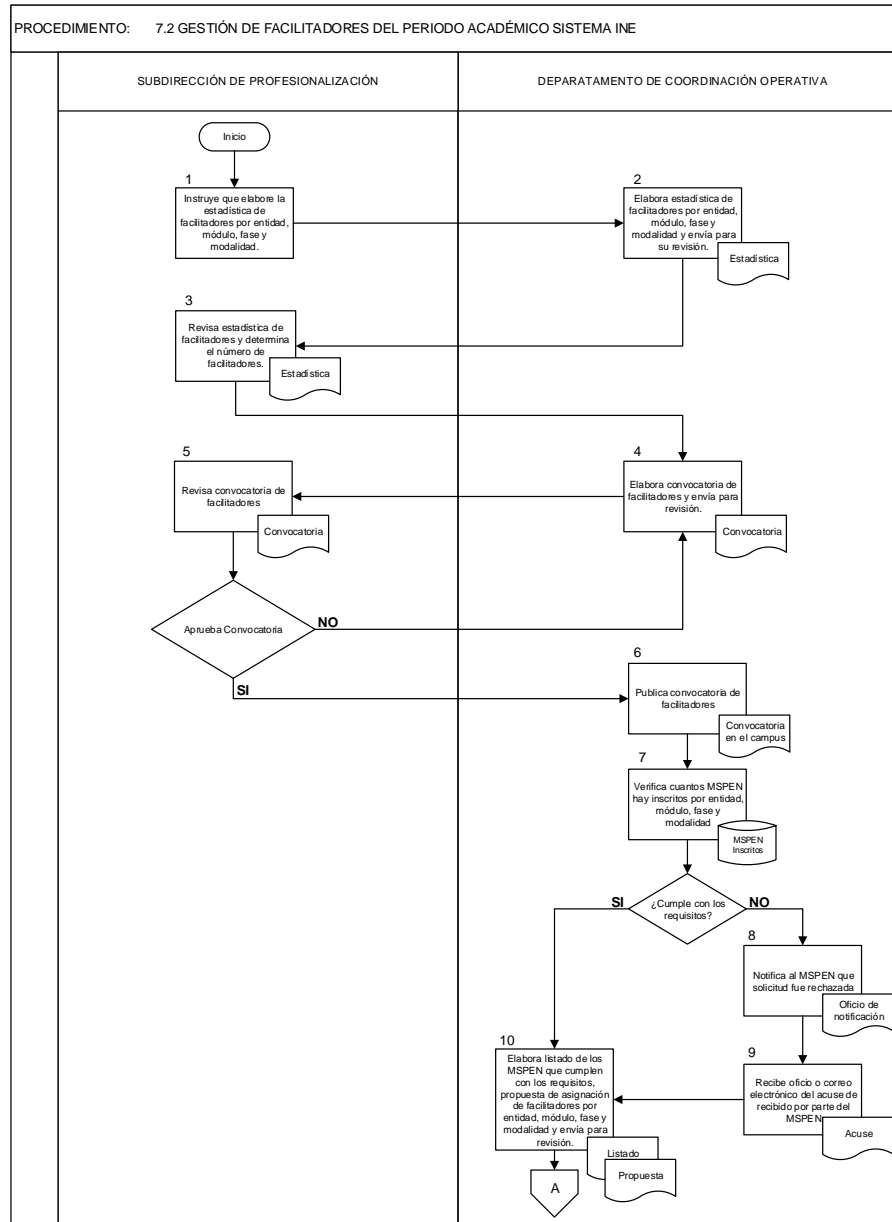 PROCEDIMIENTO: 7.2 GESTIÓN DE FACILITADORES DEL PERIODO ACADÉMICO SISTEMA INE
SUBDIRECCIÓN DE PROFESIONALIZACIÓN
DEPARATAMENTO DE COORDINACIÓN OPERATIVA
Inicio
1
Instruye que elabore la
estadística de
facilitadores por entidad,
módulo, fase y
modalidad.
2
Elabora estadística de
facilitadores por entidad,
módulo, fase y
modalidad y envía para
su revisión.
Estadística
3
Revisa estadística de
facilitadores y determina
el número de
facilitadores.
Estadística
5
Revisa convocatoria de
facilitadores
Convocatoria
4
Elabora convocatoria de
facilitadores y envía para
revisión.
Convocatoria
Aprueba Convocatoria
NO
SI
6
Publica convocatoria de
facilitadores
Convocatoria
en el campus
7
Verifica cuantos MSPEN
hay inscritos por entidad,
módulo, fase y
modalidad
MSPEN
Inscritos
¿Cumple con los
requisitos?
SI
NO
8
Notifica al MSPEN que
solicitud fue rechazada
Oficio de
notificación
10
Elabora listado de los
MSPEN que cumplen
con los requisitos,
propuesta de asignación
de facilitadores por
entidad, módulo, fase y
modalidad y envía para
revisión.
Listado
Propuesta
9
Recibe oficio o correo
electrónico del acuse de
recibido por parte del
MSPEN
Acuse
A